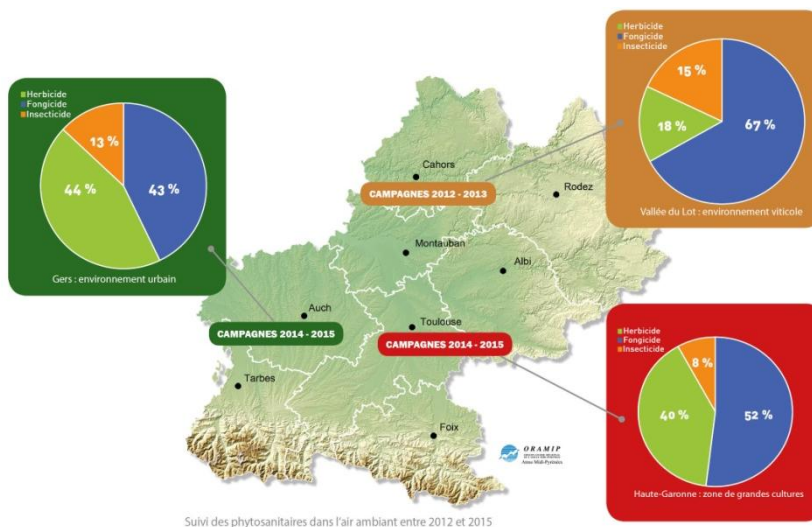 Herbicide
Fongicide
Insecticide
13 %
44 %
43 %
Gers : environnement urbain
Herbicide
Fongicide
Insecticide
15 %
18 %
67 %
Vallée du Lot : environnement viticole
Cahors
CAMPAGNES 2012 - 2013
Rodez
Montauban
Albi
Auch
CAMPAGNES 2014 - 2015
Toulouse
CAMPAGNES 2014 - 2015
Tarbes
Foix
ORAMIP
Atmo Midi-Pyrénées
Herbicide
Fongicide
Insecticide
8 %
40 %
52 %
Haute-Garonne : zone de grandes cultures
Suivi des phytosanitaires dans l'air ambiant entre 2012 et 2015